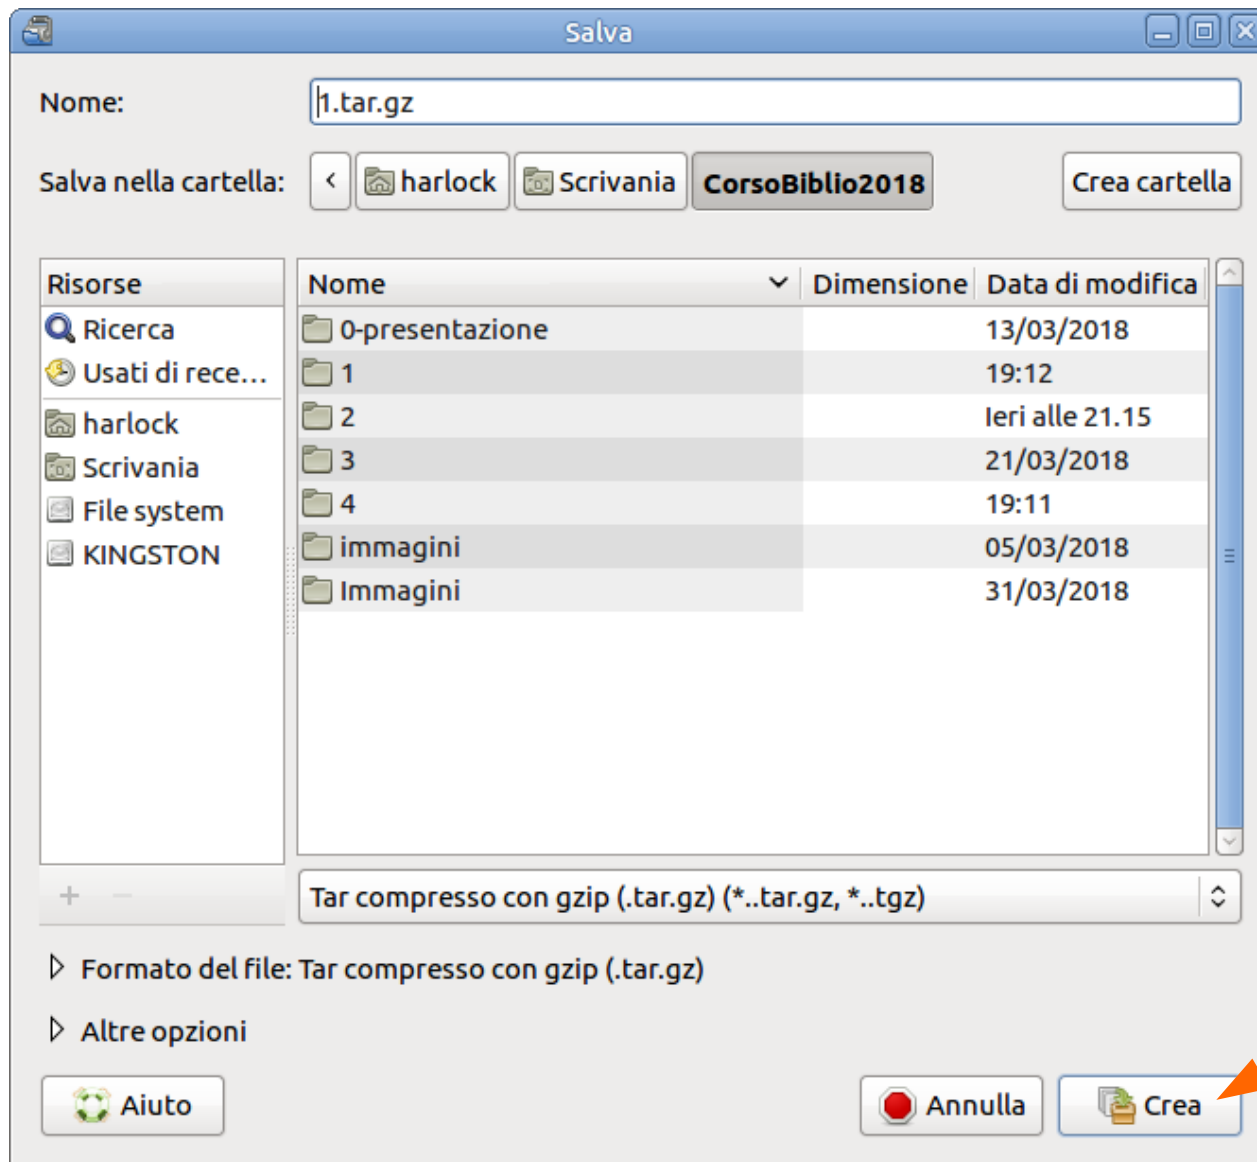 Salva
Nome: 1.tar.gz
Salva nella cartella: < harlock Scrivania CorsoBiblio2018 Crea cartella
Risorse Nome Dimensione Data di modifica
Ricerca 0-presentazione 13/03/2018
Usati di rece... 1 19:12
2 Ieri alle 21.15
harlock
Scrivania 3 21/03/2018
File system 4 19:11
KINGSTON immagini 05/03/2018
Immagini 31/03/2018
Tar compresso con gzip (.tar.gz) (*..tar.gz, *..tgz)
Formato del file: Tar compresso con gzip (.tar.gz)
Altre opzioni
Aiuto Annulla Crea